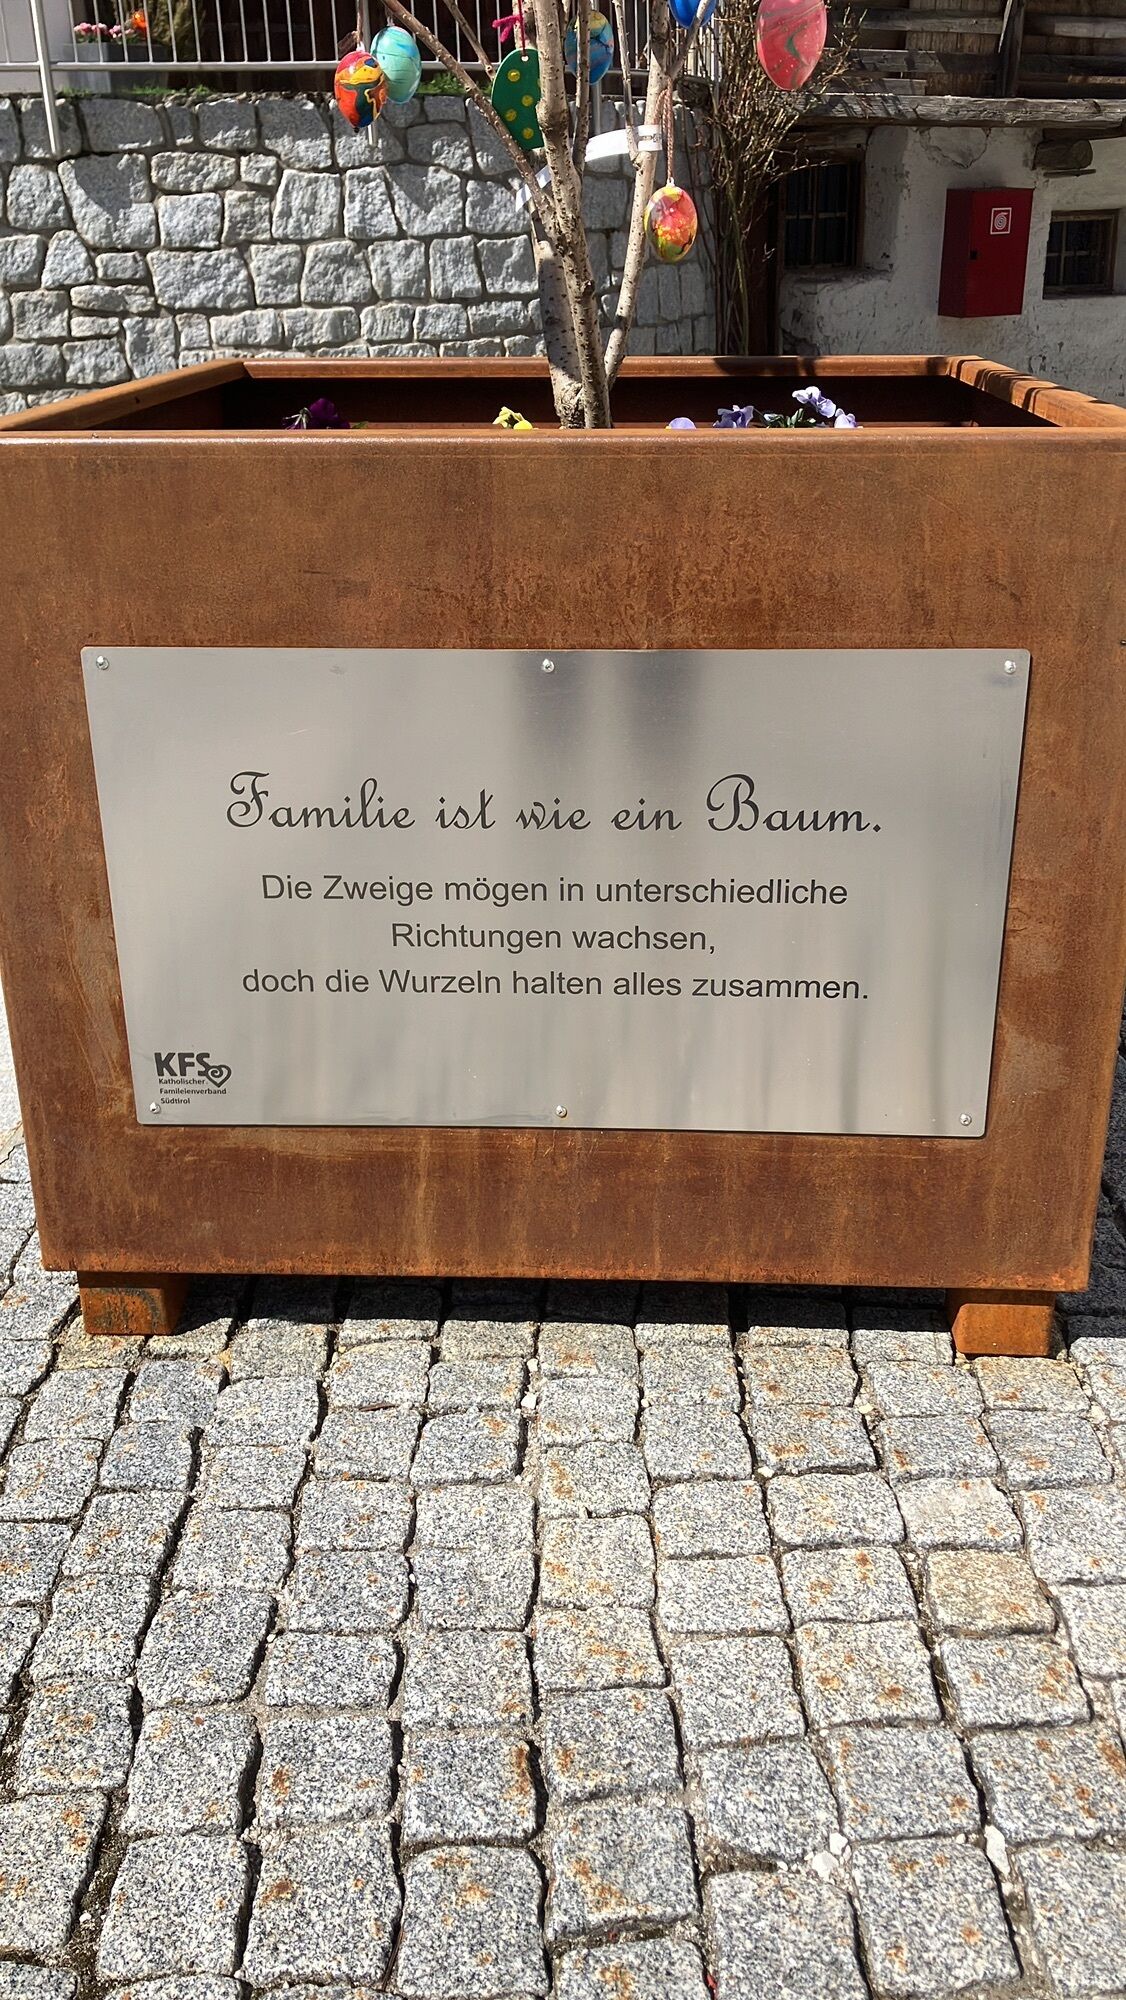 Familie ist wie ein Baum.
Die Zweige mögen in unterschiedliche
Richtungen wachsen,
doch die Wurzeln halten alles zusammen.
KFS
Katholischer
Famileienverband
Südtirol